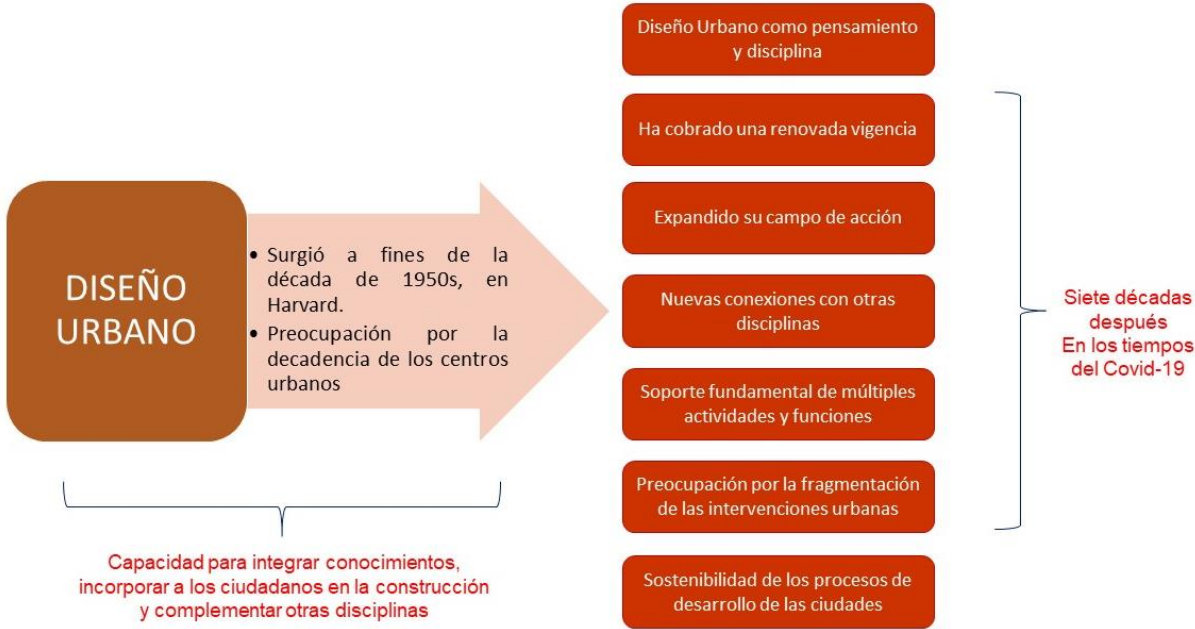 DISEÑO
URBANO
• Surgió a fines de la
década de 1950s, en
Harvard.
• Preocupación por la
decadencia de los centros
urbanos
Capacidad para integrar conocimientos,
incorporar a los ciudadanos en la construcción
y complementar otras disciplinas
Diseño Urbano como pensamiento
y disciplina
Ha cobrado una renovada vigencia
Expandido su campo de acción
Nuevas conexiones con otras
disciplinas
Soporte fundamental de múltiples
actividades y funciones
Preocupación por la fragmentación
de las intervenciones urbanas
Sostenibilidad de los procesos de
desarrollo de las ciudades
Siete décadas
después
En los tiempos
del Covid-19